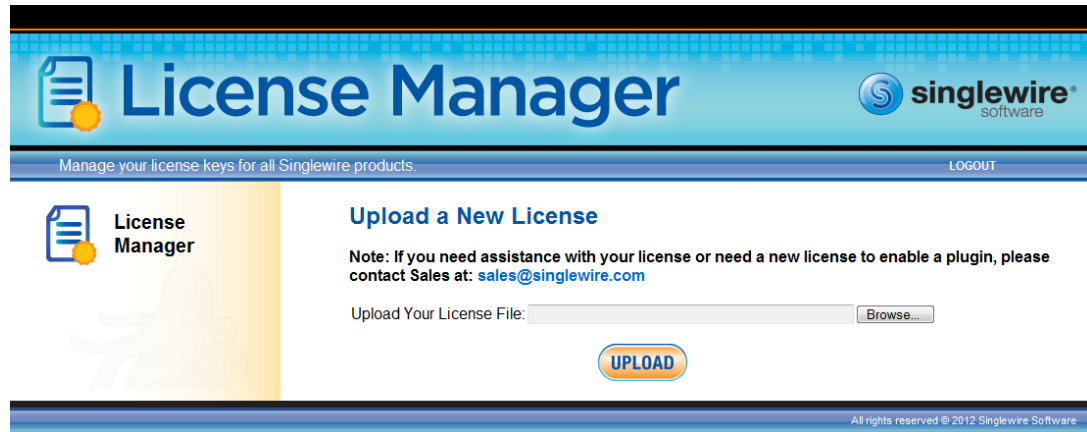 License Manager
singlewire®
software
Manage your license keys for all Singlewire products.
LOGOUT
License
Manager
Upload a New License
Note: If you need assistance with your license or need a new license to enable a plugin, please
contact Sales at: sales@singlewire.com
Upload Your License File:
Browse...
UPLOAD
All rights reserved © 2012 Singlewire Software